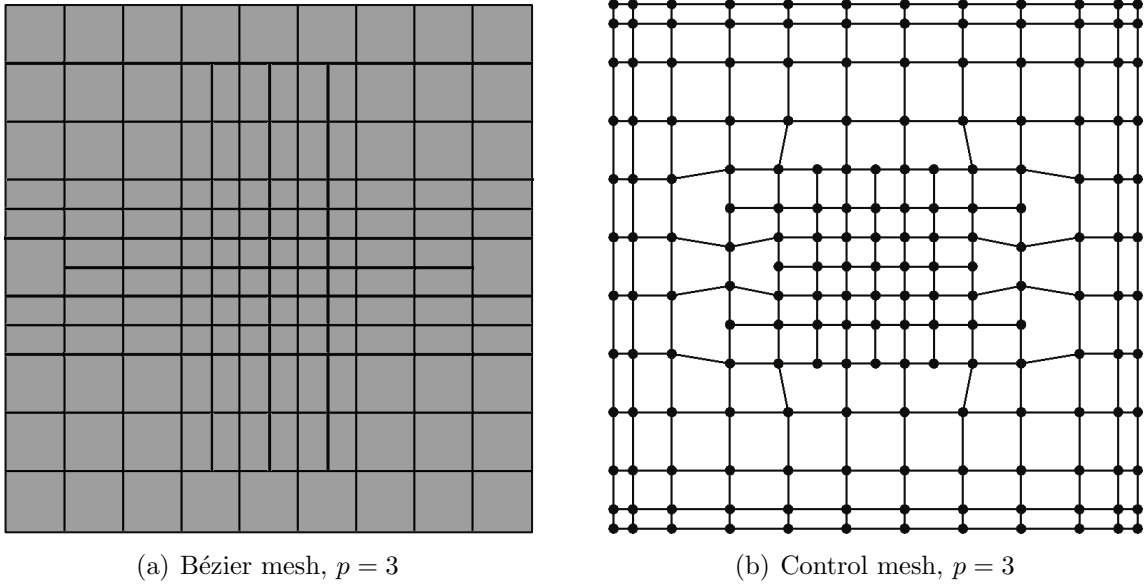 (a) Bézier mesh, p = 3
(b) Control mesh, p = 3